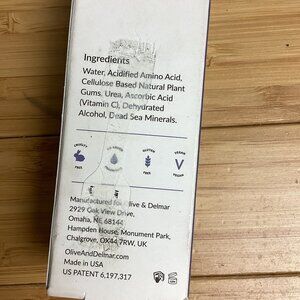 Ingredients
Water, Acidified Amino Acid,
Cellulose Based Natural Plant
Gums, Urea, Ascorbic Acid
(Vitamin C), Dehydrated
Alcohol, Dead Sea Minerals.
CRUELTY FREE
GLUTEN FREE
VEGAN
Manufactured for Olive & Delmar
2929 Oak View Drive,
Omaha, NE 68144
Hampden House, Monument Park,
Chalgrove, OX44 7RW, UK
OliveAndDelmar.com
Made in USA
US PATENT 6,197,317